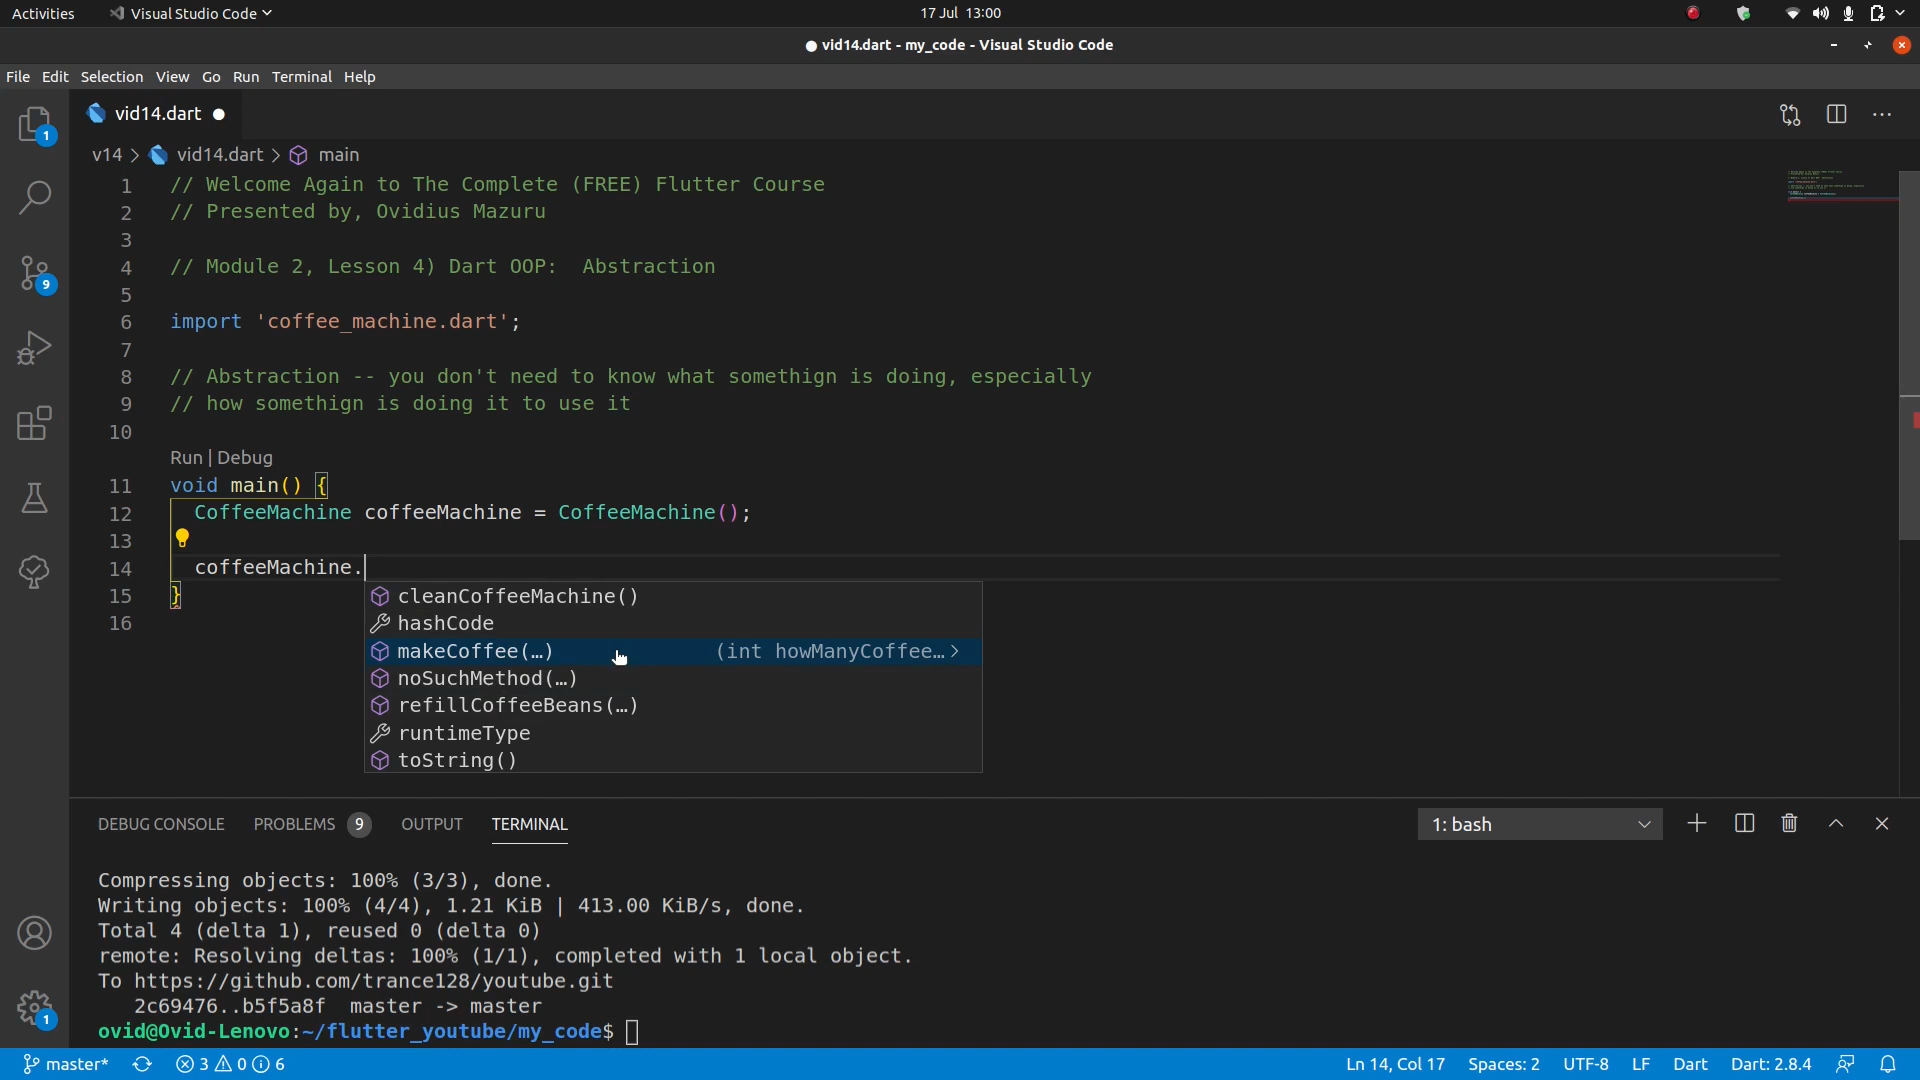 Activities Visual Studio Code 17 Jul 13:00
vid14.dart - my_code - Visual Studio Code
File Edit Selection View Go Run Terminal Help
1 vid14.dart
v14 > vid14.dart > main
1 // Welcome Again to The Complete (FREE) Flutter Course
2 // Presented by, Ovidius Mazuru
3
4 // Module 2, Lesson 4) Dart OOP:  Abstraction
5
6 import 'coffee_machine.dart';
7
8 // Abstraction -- you don't need to know what somethign is doing, especially
9 // how somethign is doing it to use it
10
Run | Debug
11 void main() {
12 CoffeeMachine coffeeMachine = CoffeeMachine();
13
14 coffeeMachine.
15 }
16
cleanCoffeeMachine()
hashCode
makeCoffee(…) (int howManyCoffee… >
noSuchMethod(…)
refillCoffeeBeans(…)
runtimeType
toString()
9
DEBUG CONSOLE PROBLEMS 9 OUTPUT TERMINAL 1: bash
Compressing objects: 100% (3/3), done.
Writing objects: 100% (4/4), 1.21 KiB | 413.00 KiB/s, done.
Total 4 (delta 1), reused 0 (delta 0)
remote: Resolving deltas: 100% (1/1), completed with 1 local object.
To https://github.com/trance128/youtube.git
2c69476..b5f5a8f  master -> master
ovid@Ovid-Lenovo:~/flutter_youtube/my_code$
1
master* 3 0 6 Ln 14, Col 17 Spaces: 2 UTF-8 LF Dart Dart: 2.8.4